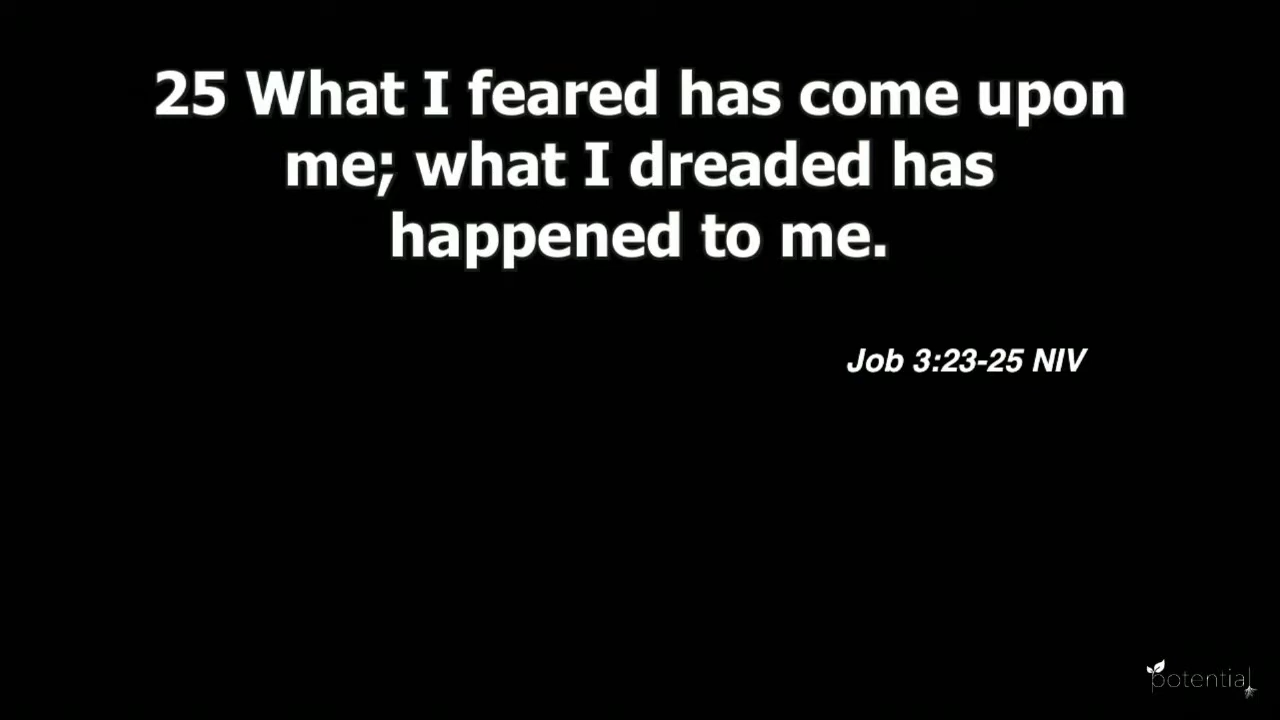 25 What I feared has come upon
me; what I dreaded has
happened to me.
Job 3:23-25 NIV
potential